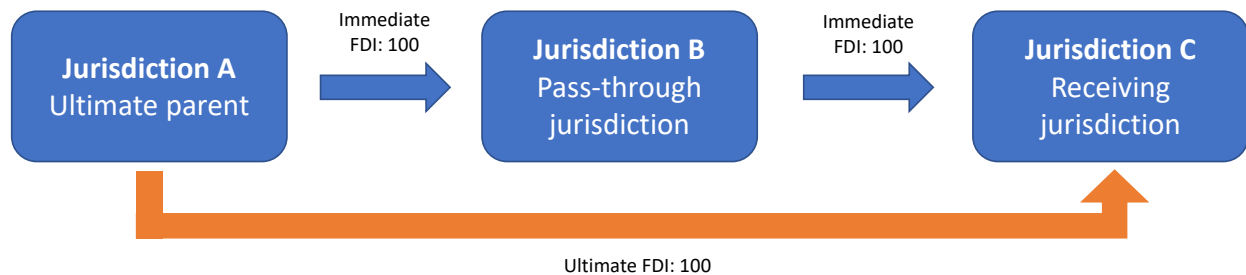 Jurisdiction A
Ultimate parent
Immediate
FDI: 100
Jurisdiction B
Pass-through
jurisdiction
Immediate
FDI: 100
Jurisdiction C
Receiving
jurisdiction
Ultimate FDI: 100